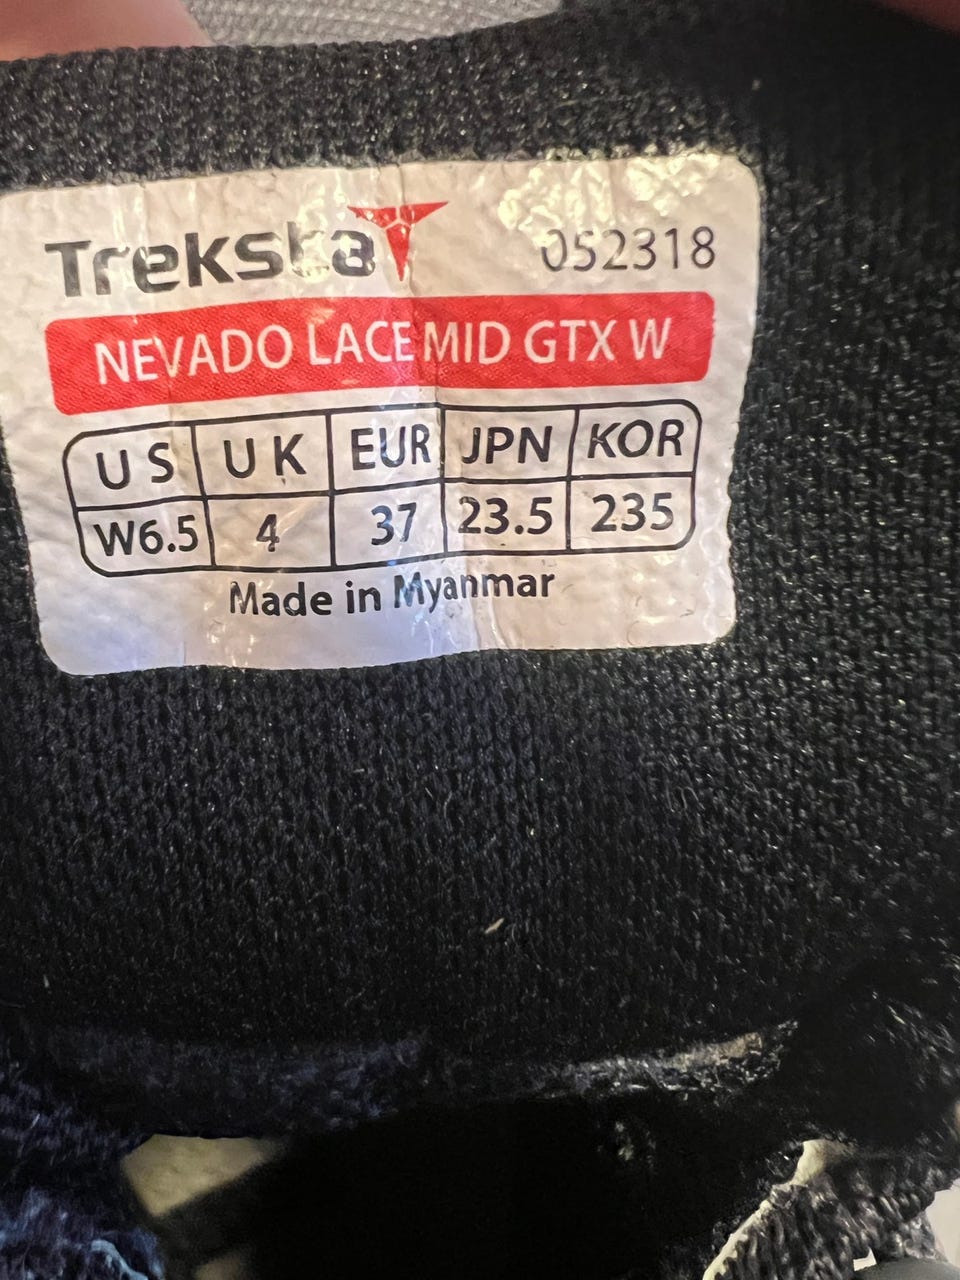 Treksta 052318
NEVADO LACE MID GTX W
US UK EUR JPN KOR
W6.5 4 37 23.5 235
Made in Myanmar